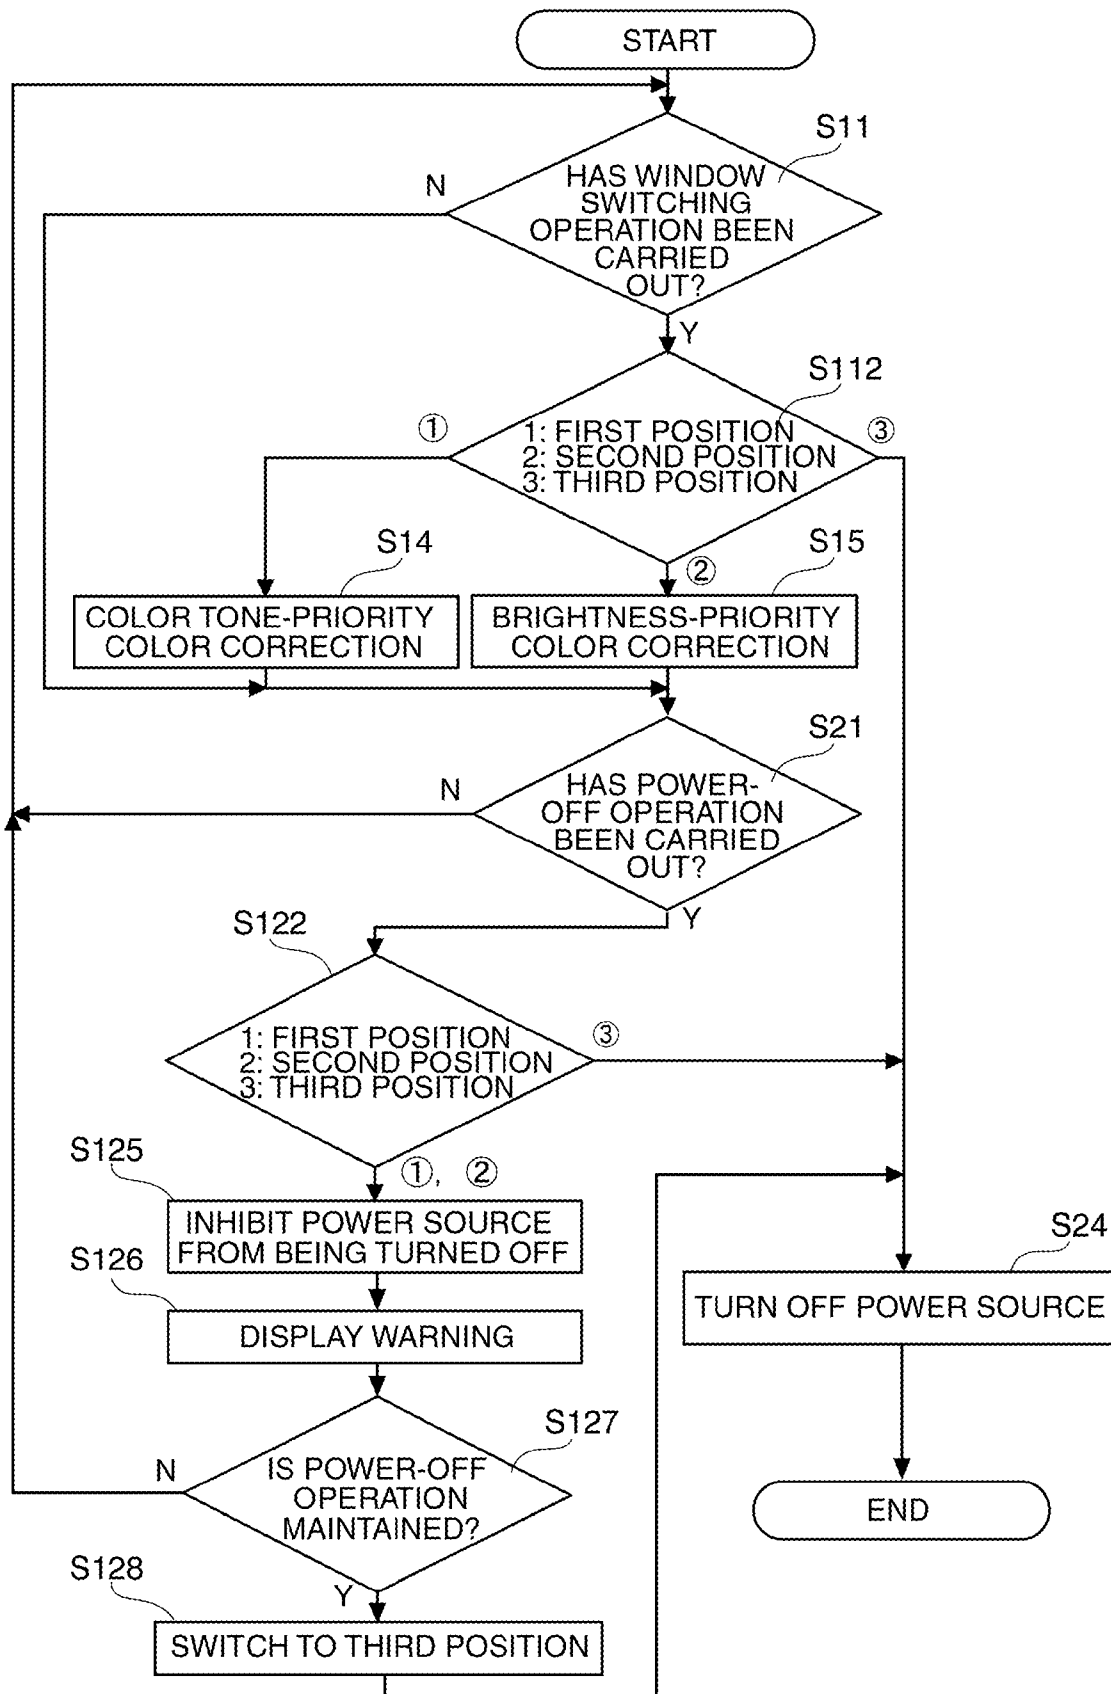 START
S11
N
HAS WINDOW
SWITCHING
OPERATION BEEN
CARRIED
OUT?
Y
S112
①
③
1: FIRST POSITION
2: SECOND POSITION
3: THIRD POSITION
S14
S15
②
COLOR TONE-PRIORITY
COLOR CORRECTION
BRIGHTNESS-PRIORITY
COLOR CORRECTION
S21
N
HAS POWER-
OFF OPERATION
BEEN CARRIED
OUT?
Y
S122
③
1: FIRST POSITION
2: SECOND POSITION
3: THIRD POSITION
S125
①, ②
INHIBIT POWER SOURCE
FROM BEING TURNED OFF
S24
S126
TURN OFF POWER SOURCE
DISPLAY WARNING
S127
N
IS POWER-OFF
OPERATION
MAINTAINED?
END
S128
Y
SWITCH TO THIRD POSITION